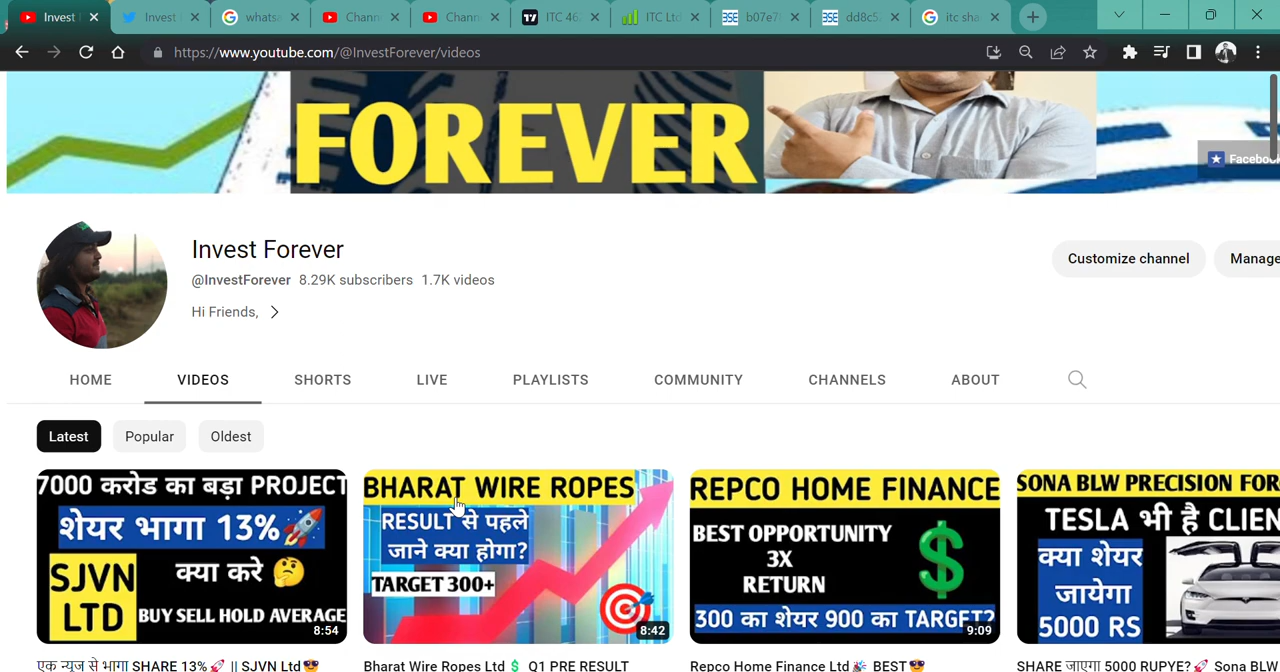 Invest
Invest
whatsa
Chann
Chann
ITC 46
ITC Ltd
b07e7
dd8c5
itc sha
https://www.youtube.com/@InvestForever/videos
FOREVER
Facebook
Invest Forever
@InvestForever 8.29K subscribers 1.7K videos
Hi Friends,
Customize channel
Manage
HOME
VIDEOS
SHORTS
LIVE
PLAYLISTS
COMMUNITY
CHANNELS
ABOUT
Latest
Popular
Oldest
7000 करोड का बड़ा PROJECT
शेयर भागा 13%🚀
क्या करे 🤔
SJVN
LTD
BUY SELL HOLD AVERAGE
8:54
एक न्यूज से भागा SHARE 13%🚀 || SJVN Ltd😎
BHARAT WIRE ROPES
RESULT से पहले
जाने क्या होगा?
TARGET 300+
8:42
Bharat Wire Ropes Ltd 💲 Q1 PRE RESULT
REPCO HOME FINANCE
BEST OPPORTUNITY
3X
RETURN
300 का शेयर 900 का TARGET?
9:09
Repco Home Finance Ltd 🎉 BEST😎
SONA BLW PRECISION FOR
TESLA भी है CLIEN
क्या शेयर
जायेगा
5000 RS
SHARE जाएगा 5000 RUPYE? 🚀 Sona BLW